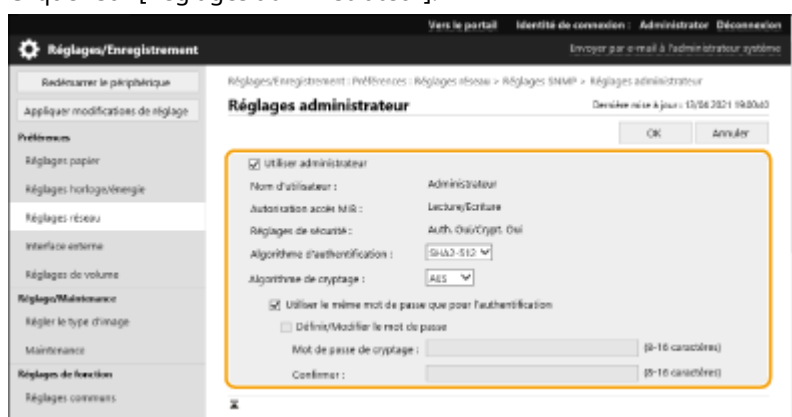 Vers le portail Identité de connexion : Administrator Déconnexion
Réglages/Enregistrement
Envoyer par e-mail à l'administrateur système
Redémarrer le périphérique
Appliquer modifications de réglage
Préférences
Réglages papier
Réglages horloge/énergie
Réglages réseau
Interface externe
Réglages de volume
Réglage/Maintenance
Régler le type d'image
Maintenance
Réglages de fonction
Réglages communs
Réglages/Enregistrement : Préférences : Réglages réseau > Réglages SNMP > Réglages administrateur
Réglages administrateur
Dernière mise à jour : 13/04 2021 19:00:40
OK Annuler
Utiliser administrateur
Nom d'utilisateur : Administrateur
Autorisation accès MIB : Lecture/Ecriture
Réglages de sécurité : Auth. Oui/Crypt. Oui
Algorithme d'authentification : SHA2-512
Algorithme de cryptage : AES
Utiliser le même mot de passe que pour l'authentification
Définir/Modifier le mot de passe
Mot de passe de cryptage : (8-16 caractères)
Confirmer : (8-16 caractères)